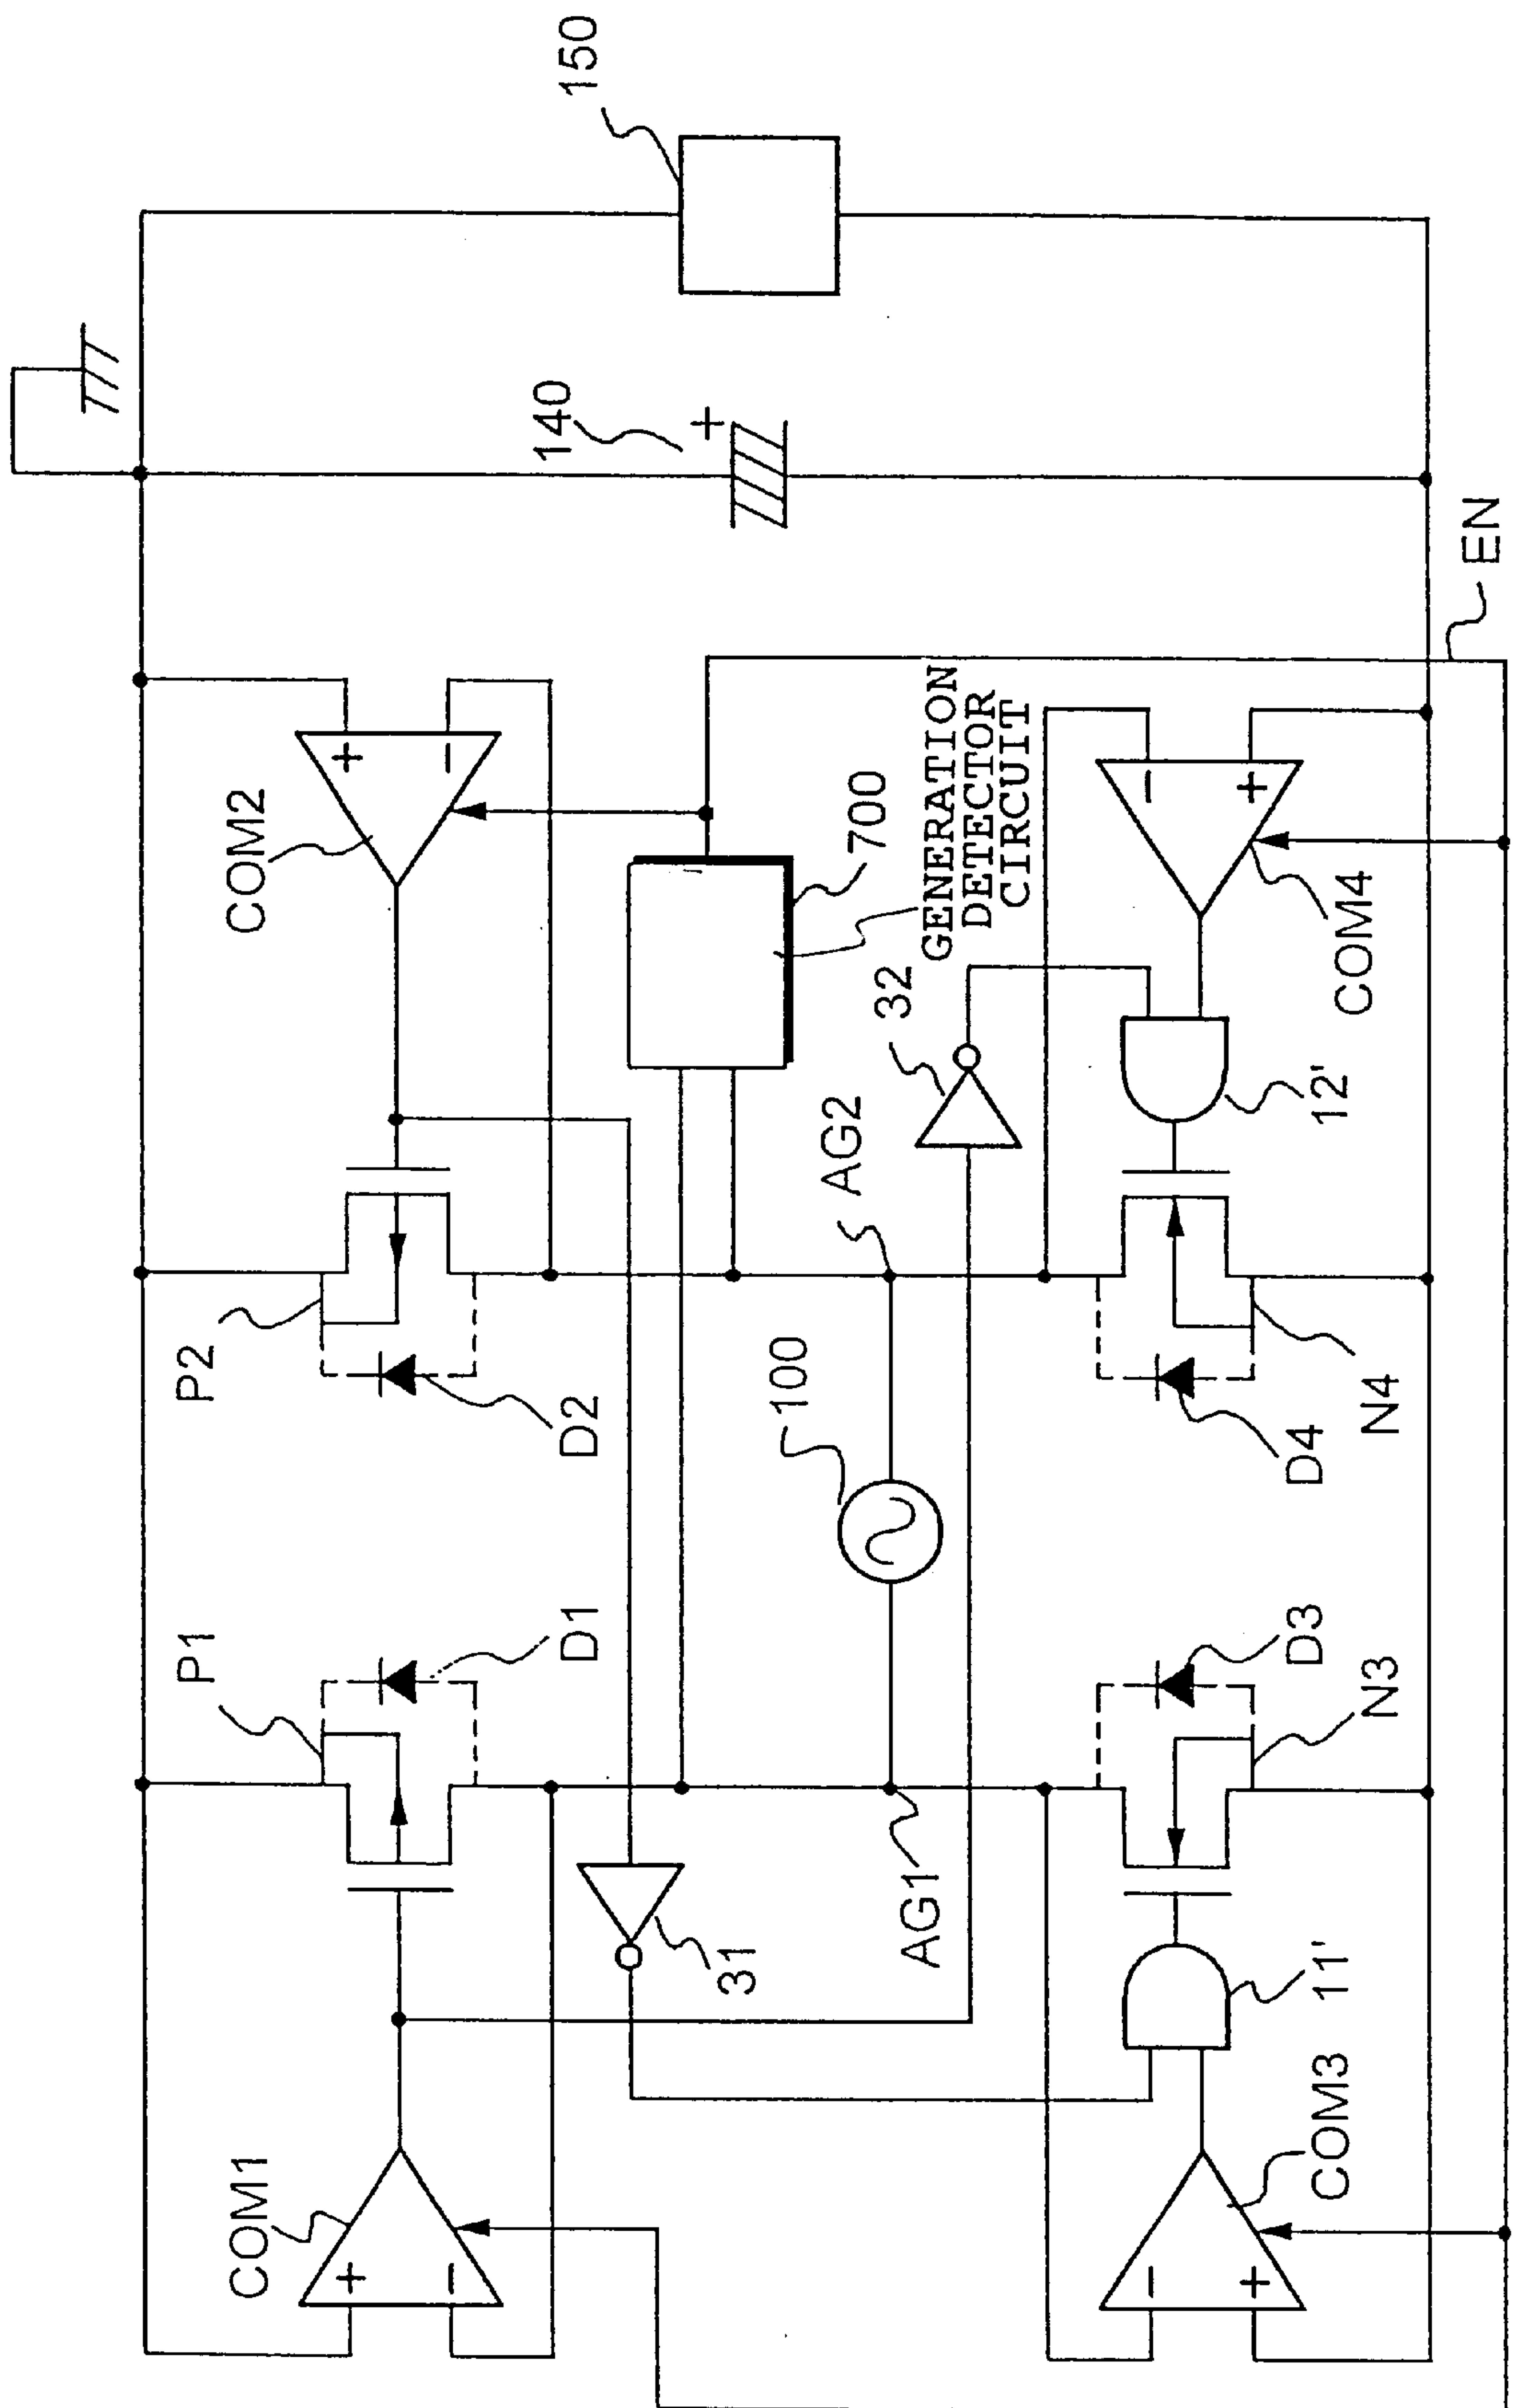 150
140
+
EN
COM2
+
−
700
GENERATION
DETECTOR
CIRCUIT
−
+
COM4
32
12'
AG2
P2
D2
100
N4
D4
P1
D1
D3
N3
AG1
31
11'
COM1
+
−
COM3
−
+